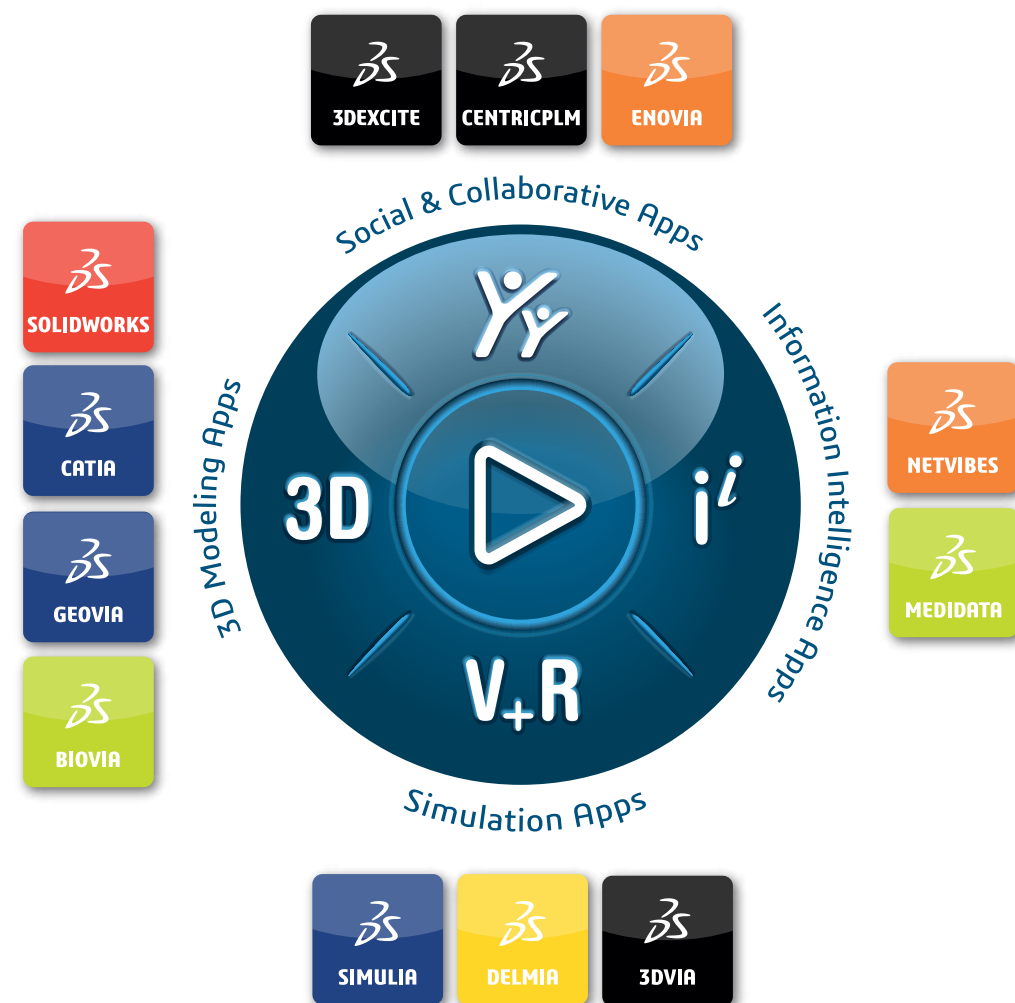 3DEXCITE
CENTRICPLM
ENOVIA
Social & Collaborative Apps
SOLIDWORKS
CATIA
GEOVIA
BIOVIA
3D Modeling Apps
3D
i i
V+R
Information Intelligence Apps
NETVIBES
MEDIDATA
Simulation Apps
SIMULIA
DELMIA
3DVIA